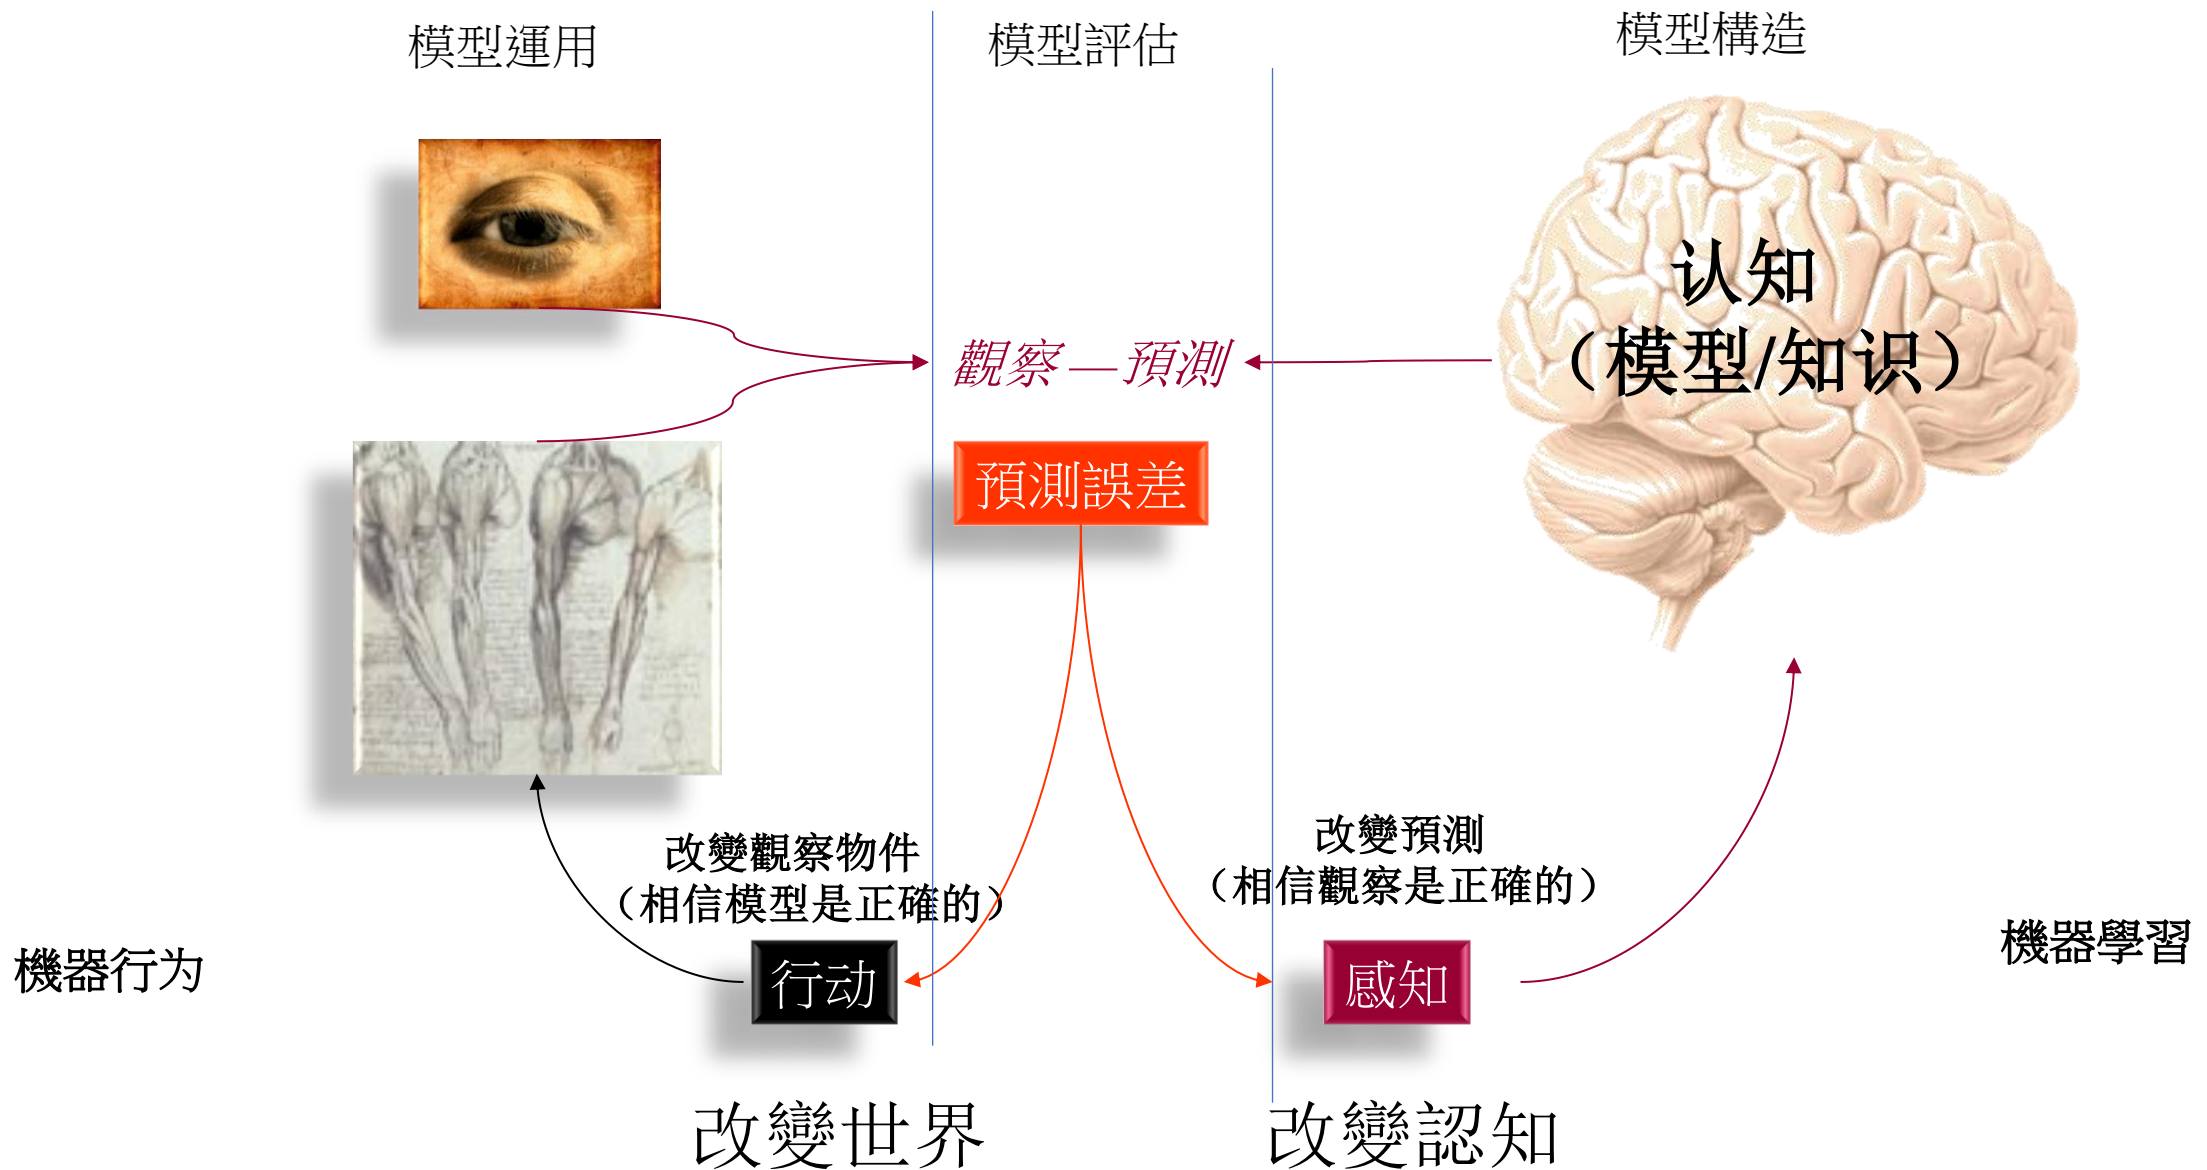 模型運用
模型評估
模型構造
认知
（模型/知识）
觀察 — 預測
預測誤差
改變觀察物件
（相信模型是正確的）
改變預測
（相信觀察是正確的）
機器行为
行动
感知
機器學習
改變世界
改變認知